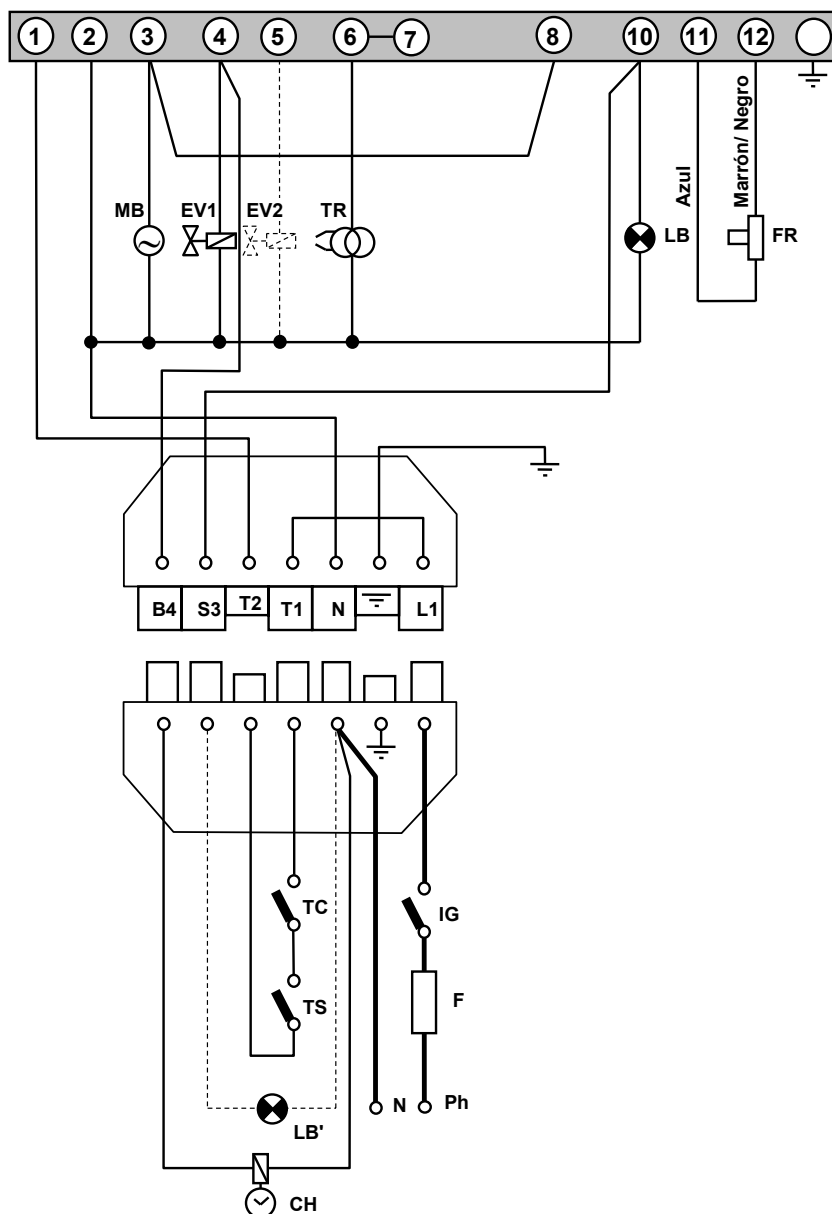 1 2 3 4 5 6 7 8 10 11 12
Azul
Marrón/ Negro
MB EV1 EV2 TR LB FR
B4 S3 T2 T1 N L1
TC
IG
TS
F
N Ph
LB'
CH